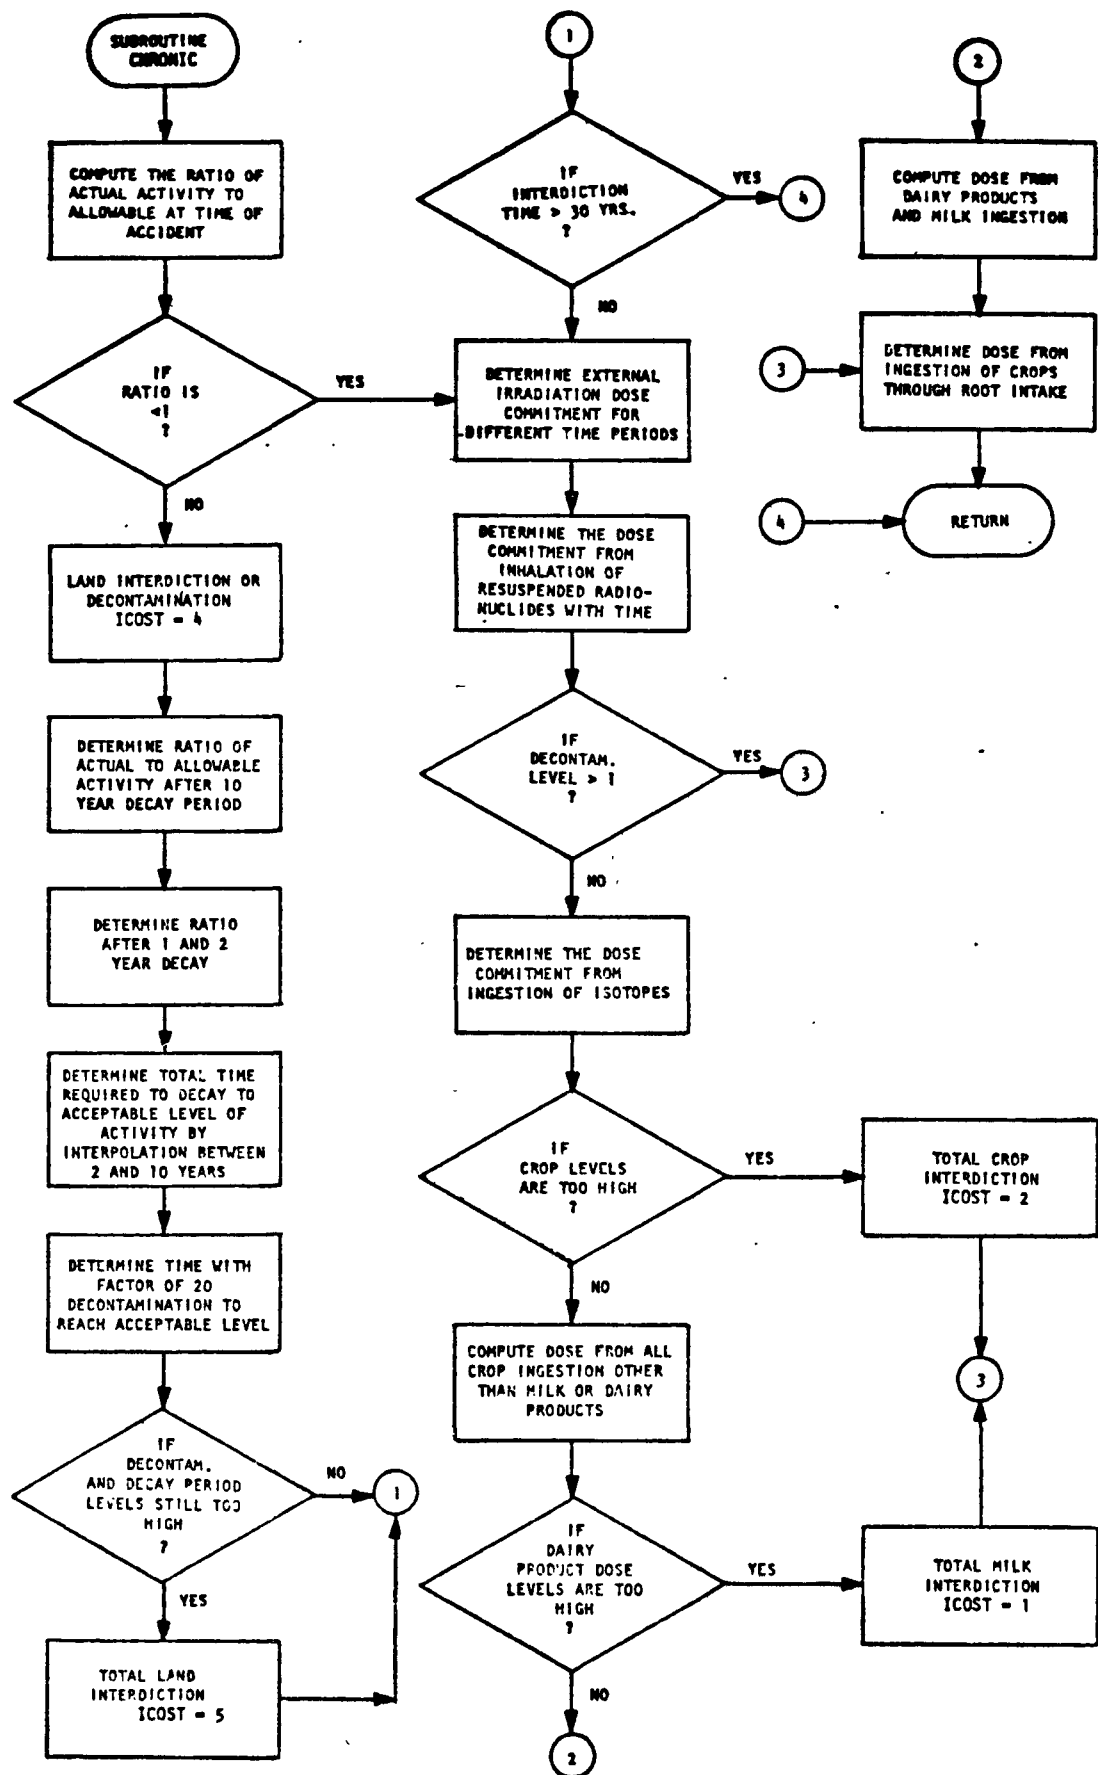 SUBROUTINE
CHRONIC
COMPUTE THE RATIO OF
ACTUAL ACTIVITY TO
ALLOWABLE AT TIME OF
ACCIDENT
IF
RATIO IS
<1
?
YES
NO
LAND INTERDICTION OR
DECONTAMINATION
ICOST = 4
DETERMINE RATIO OF
ACTUAL TO ALLOWABLE
ACTIVITY AFTER 10
YEAR DECAY PERIOD
DETERMINE RATIO
AFTER 1 AND 2
YEAR DECAY
DETERMINE TOTAL TIME
REQUIRED TO DECAY TO
ACCEPTABLE LEVEL OF
ACTIVITY BY
INTERPOLATION BETWEEN
2 AND 10 YEARS
DETERMINE TIME WITH
FACTOR OF 20
DECONTAMINATION TO
REACH ACCEPTABLE LEVEL
IF
DECONTAM.
AND DECAY PERIOD
LEVELS STILL TOO
HIGH
?
NO
1
YES
TOTAL LAND
INTERDICTION
ICOST = 5
1
IF
INTERDICTION
TIME > 30 YRS.
?
YES
4
NO
DETERMINE EXTERNAL
IRRADIATION DOSE
COMMITMENT FOR
DIFFERENT TIME PERIODS
DETERMINE THE DOSE
COMMITMENT FROM
INHALATION OF
RESUSPENDED RADIO-
NUCLIDES WITH TIME
IF
DECONTAM.
LEVEL > 1
?
YES
3
NO
DETERMINE THE DOSE
COMMITMENT FROM
INGESTION OF ISOTOPES
IF
CROP LEVELS
ARE TOO HIGH
?
YES
NO
TOTAL CROP
INTERDICTION
ICOST = 2
COMPUTE DOSE FROM ALL
CROP INGESTION OTHER
THAN MILK OR DAIRY
PRODUCTS
3
IF
DAIRY
PRODUCT DOSE
LEVELS ARE TOO
HIGH
?
YES
NO
TOTAL MILK
INTERDICTION
ICOST = 1
2
2
COMPUTE DOSE FROM
DAIRY PRODUCTS
AND MILK INGESTION
3
DETERMINE DOSE FROM
INGESTION OF CROPS
THROUGH ROOT INTAKE
4
RETURN